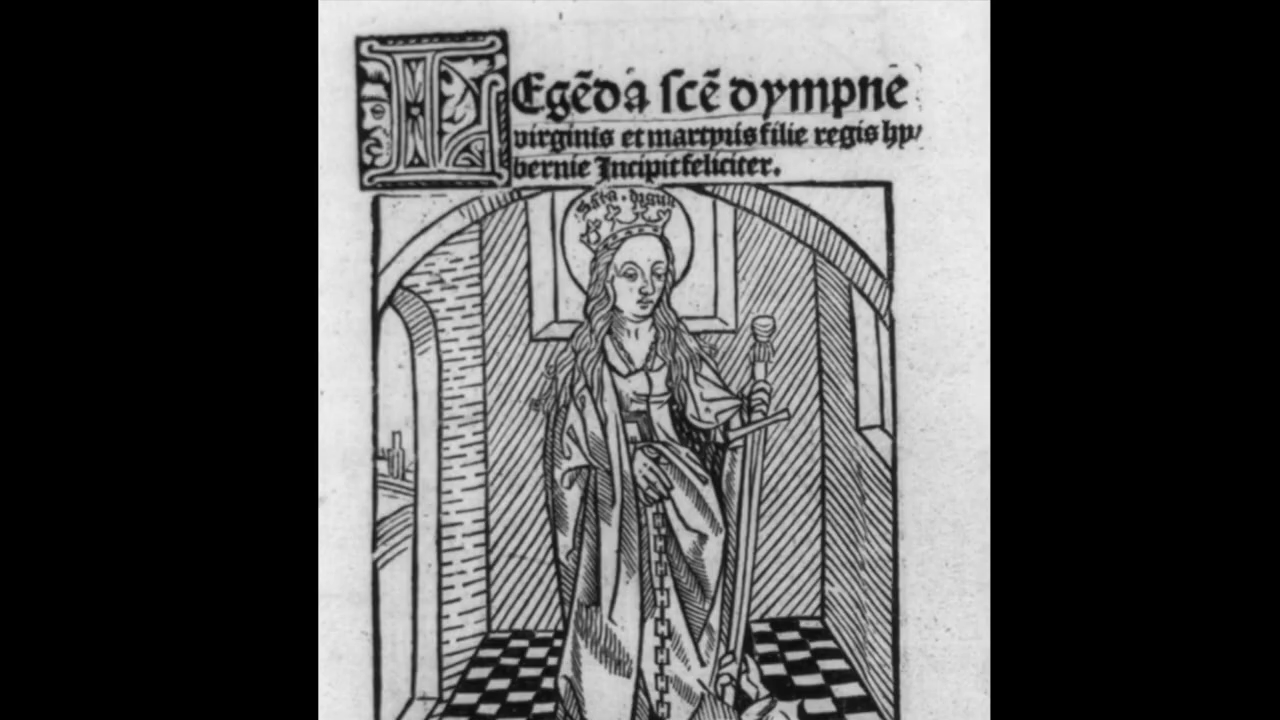 LEgēda ſcē dympne
virginis et martyris filie regis hy/
bernie Incipit feliciter.